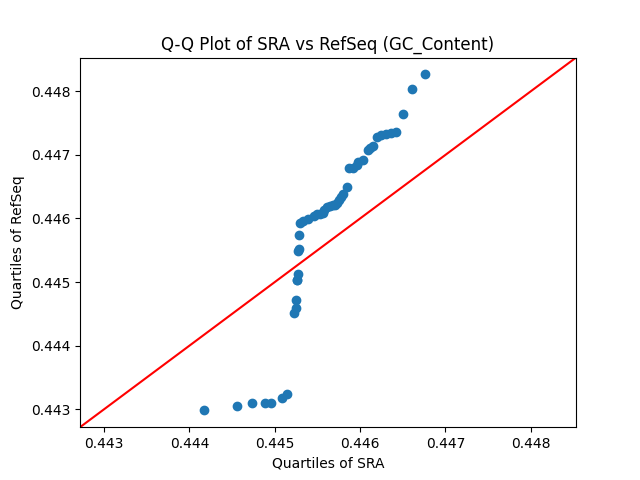 Q-Q Plot of SRA vs RefSeq (GC_Content)
Quartiles of RefSeq
0.448
0.447
0.446
0.445
0.444
0.443
0.443 0.444 0.445 0.446 0.447 0.448
Quartiles of SRA